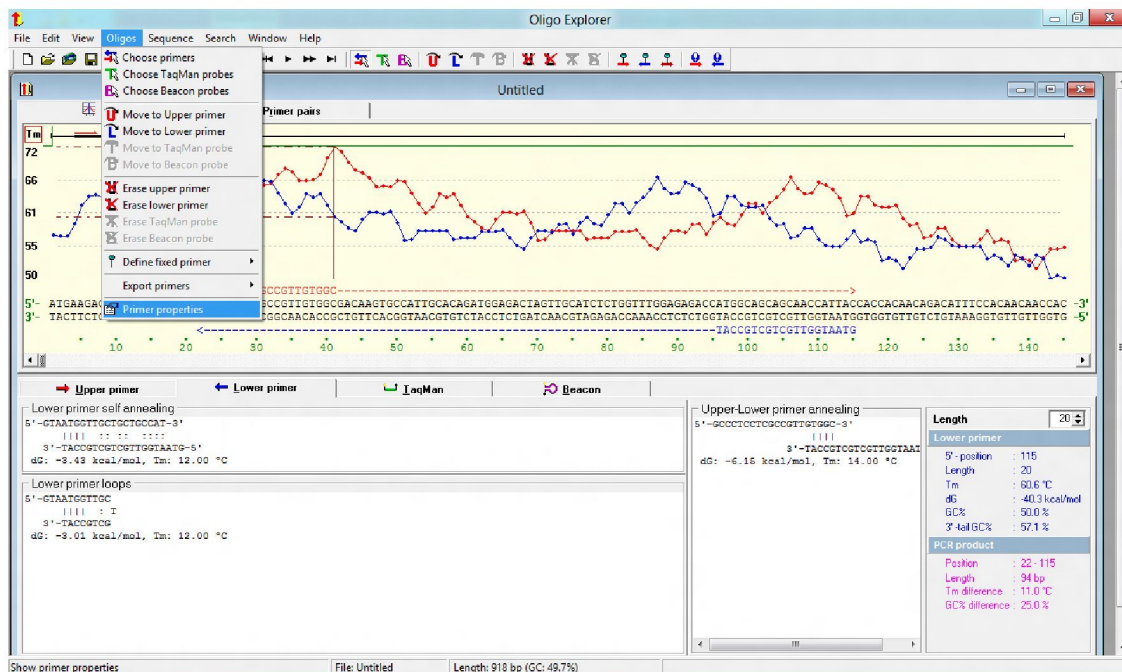 Oligo Explorer
File Edit View Oligos Sequence Search Window Help
Choose primers
Choose TaqMan probes
Choose Beacon probes
Move to Upper primer
Move to Lower primer
Move to TaqMan probe
Move to Beacon probe
Erase upper primer
Erase lower primer
Erase TaqMan probe
Erase Beacon probe
Define fixed primer
Export primers
Primer properties
Untitled
Primer pairs
Tm
72
66
61
55
50
CCGTTGTGGC
5'- ATGAAGAG GCCGTTGTGGCGACAAGTGCCATTGCACAGATGGAGACTAGTTGCATCTCTGGTTTGGAGAGACCATGGCAGCAGCAACCATTACCACCACAACAGACATTTCCACAACAACCAC -3'
3'- TACTTCTC CGGCAACACCGCTGTTCACGGTAACGTGTCTACCTCTGATCAACGTAGAGACCAAACCTCTCTGGTACCGTCGTCGTTGGTAATGGTGGTGTTGTCTGTAAAGGTGTTGTTGGTG -5'
TACCGTCGTCGTTGGTAATG
10 20 30 40 50 60 70 80 90 100 110 120 130 140
Upper primer Lower primer TaqMan Beacon
Lower primer self annealing
5'-GTAATGGTTGCTGCTGCCAT-3'
|||| :: :: ::::
3'-TACCGTCGTCGTTGGTAATG-5'
dG: -3.43 kcal/mol, Tm: 12.00 °C
Lower primer loops
5'-GTAATGGTTGC
|||| : T
3'-TACCGTCG
dG: -3.01 kcal/mol, Tm: 12.00 °C
Upper-Lower primer annealing
5'-GCCCTCCTCGCCGTTGTGGC-3'
||||
3'-TACCGTCGTCGTTGGTAAT
dG: -6.15 kcal/mol, Tm: 14.00 °C
Length 20
Lower primer
5'- position : 115
Length : 20
Tm : 60.6 °C
dG : -40.3 kcal/mol
GC% : 50.0 %
3'-tail GC% : 57.1 %
PCR product
Position : 22 - 115
Length : 94 bp
Tm difference : 11.0 °C
GC% difference : 25.0 %
Show primer properties File: Untitled Length: 918 bp (GC: 49,7%)